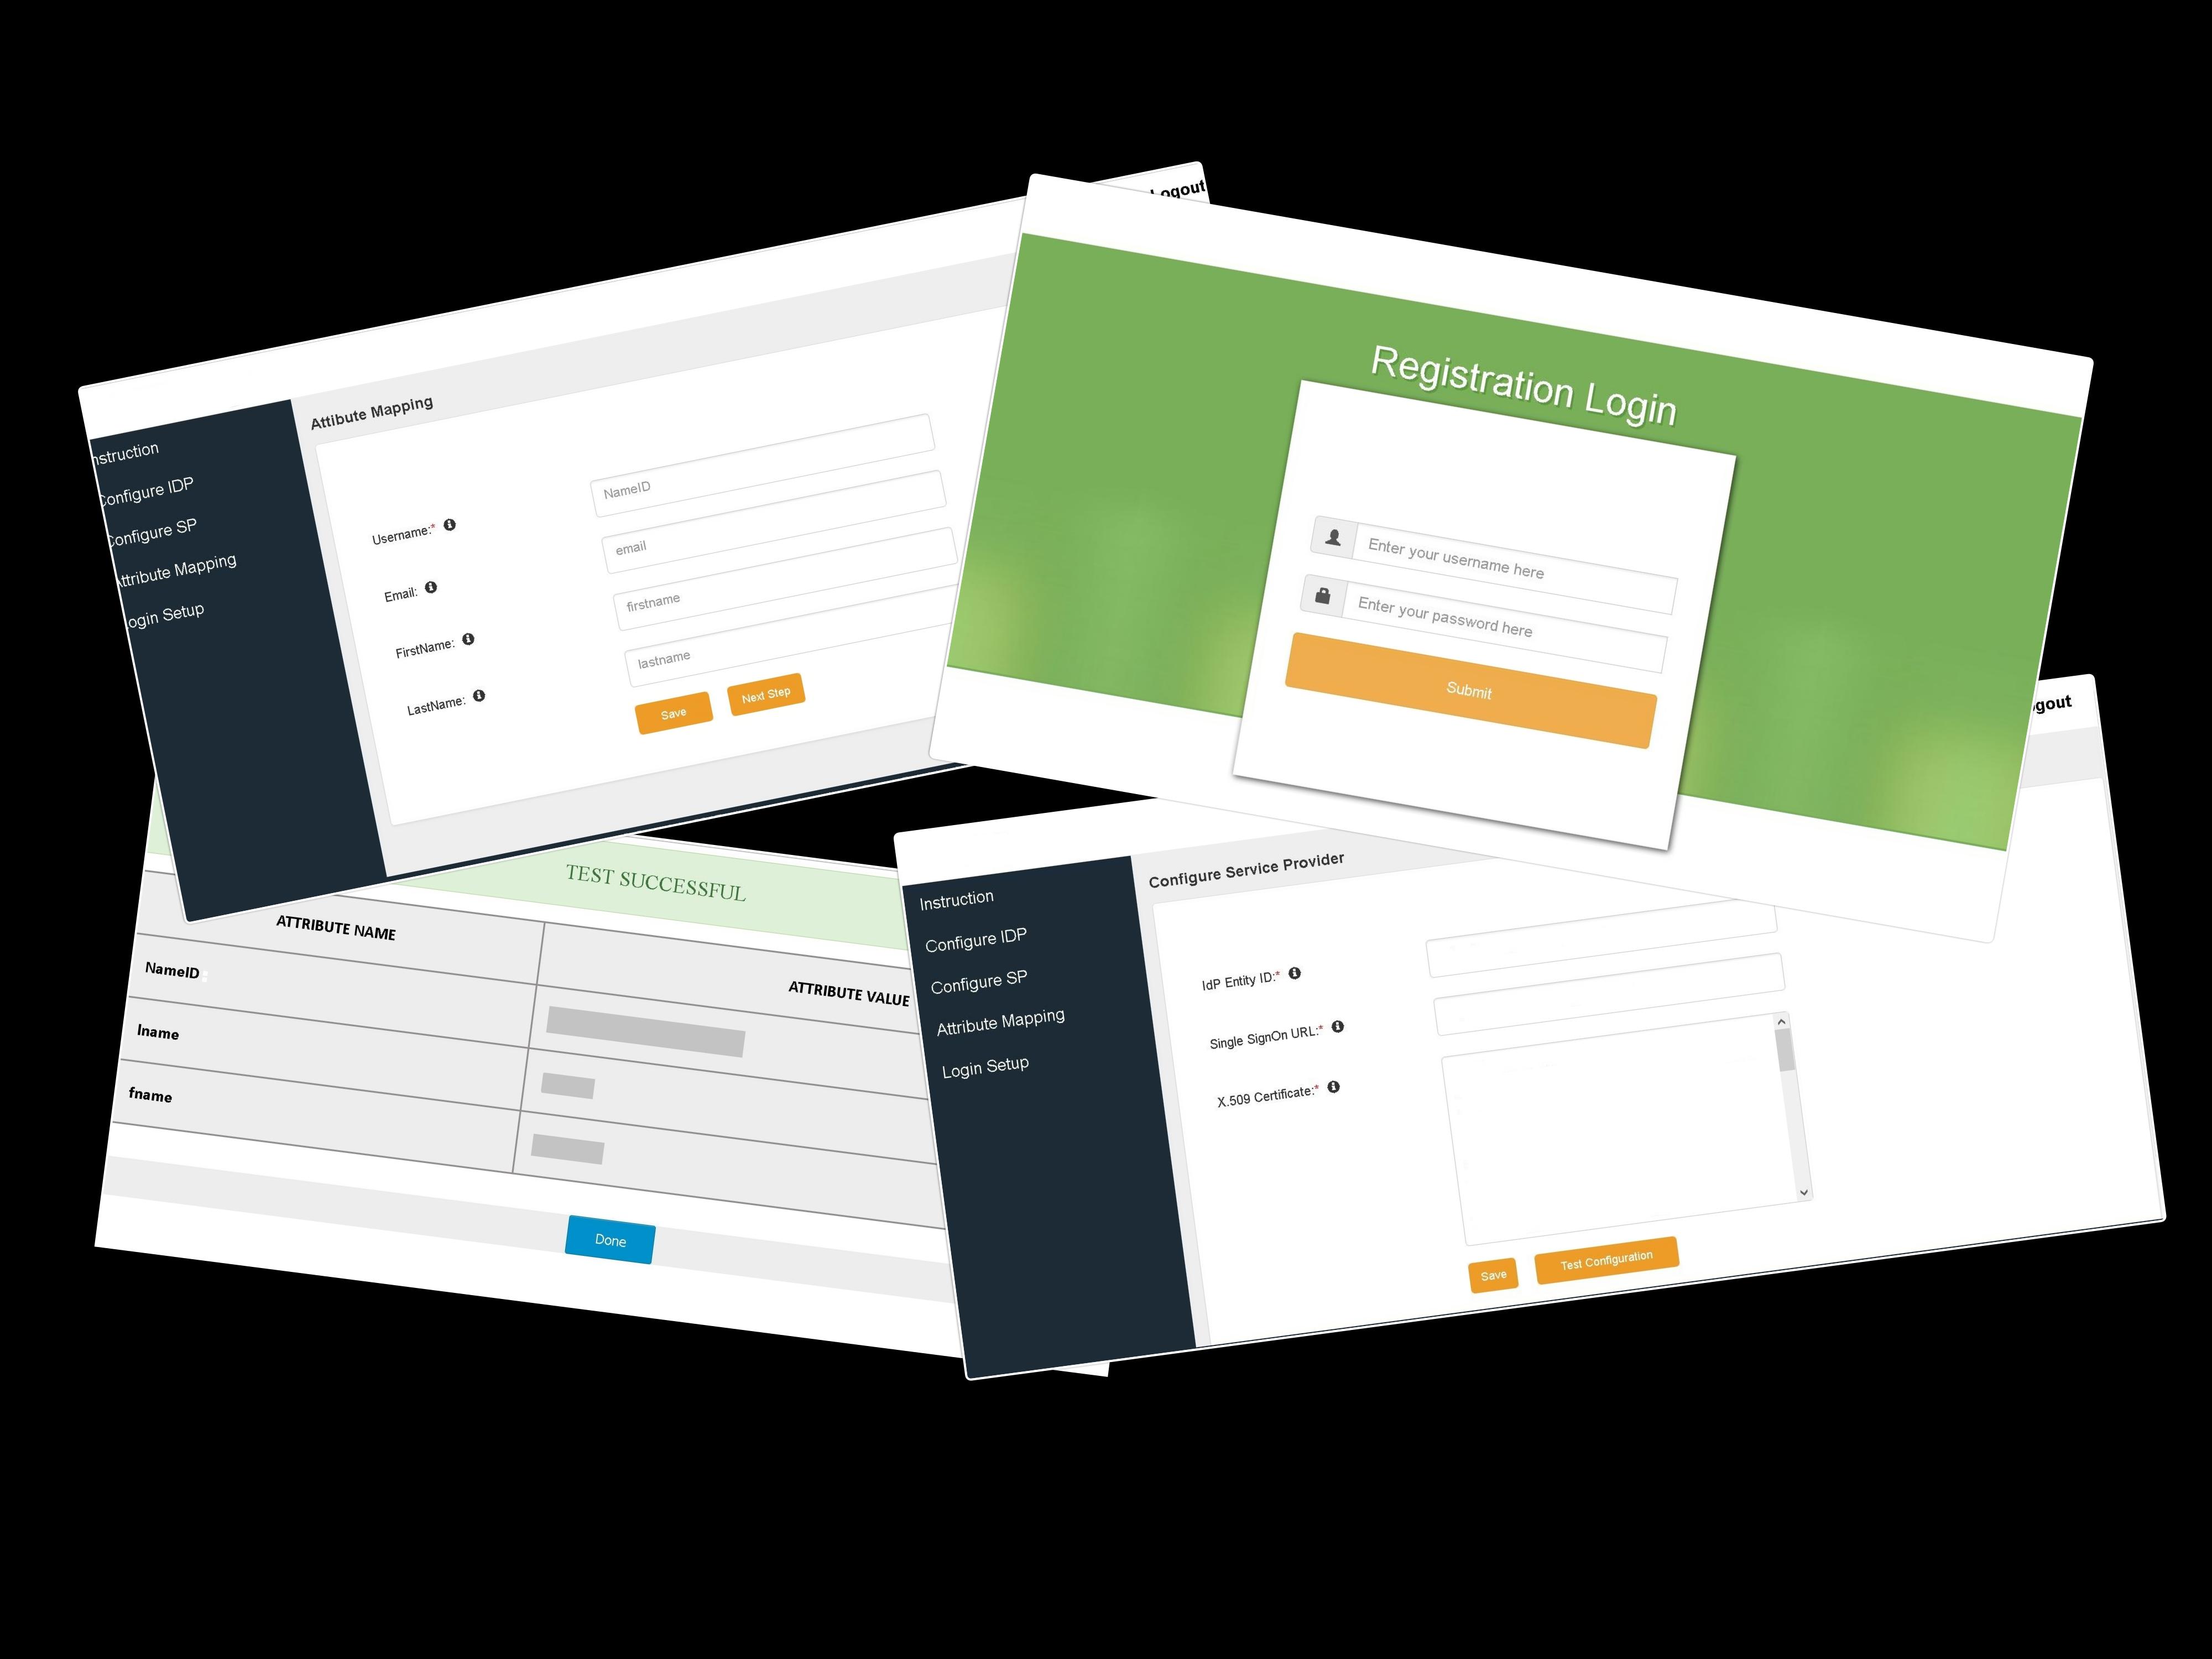 Logout
Attibute Mapping
nstruction
Configure IDP
Configure SP
Attribute Mapping
ogin Setup
Username:*
NameID
Email:
email
FirstName:
firstname
LastName:
lastname
Save
Next Step
Registration Login
Enter your username here
Enter your password here
Submit
TEST SUCCESSFUL
ATTRIBUTE NAME
ATTRIBUTE VALUE
NameID
lname
fname
Done
ogout
Configure Service Provider
Instruction
Configure IDP
Configure SP
Attribute Mapping
Login Setup
IdP Entity ID:*
Single SignOn URL:*
X.509 Certificate:*
Save
Test Configuration